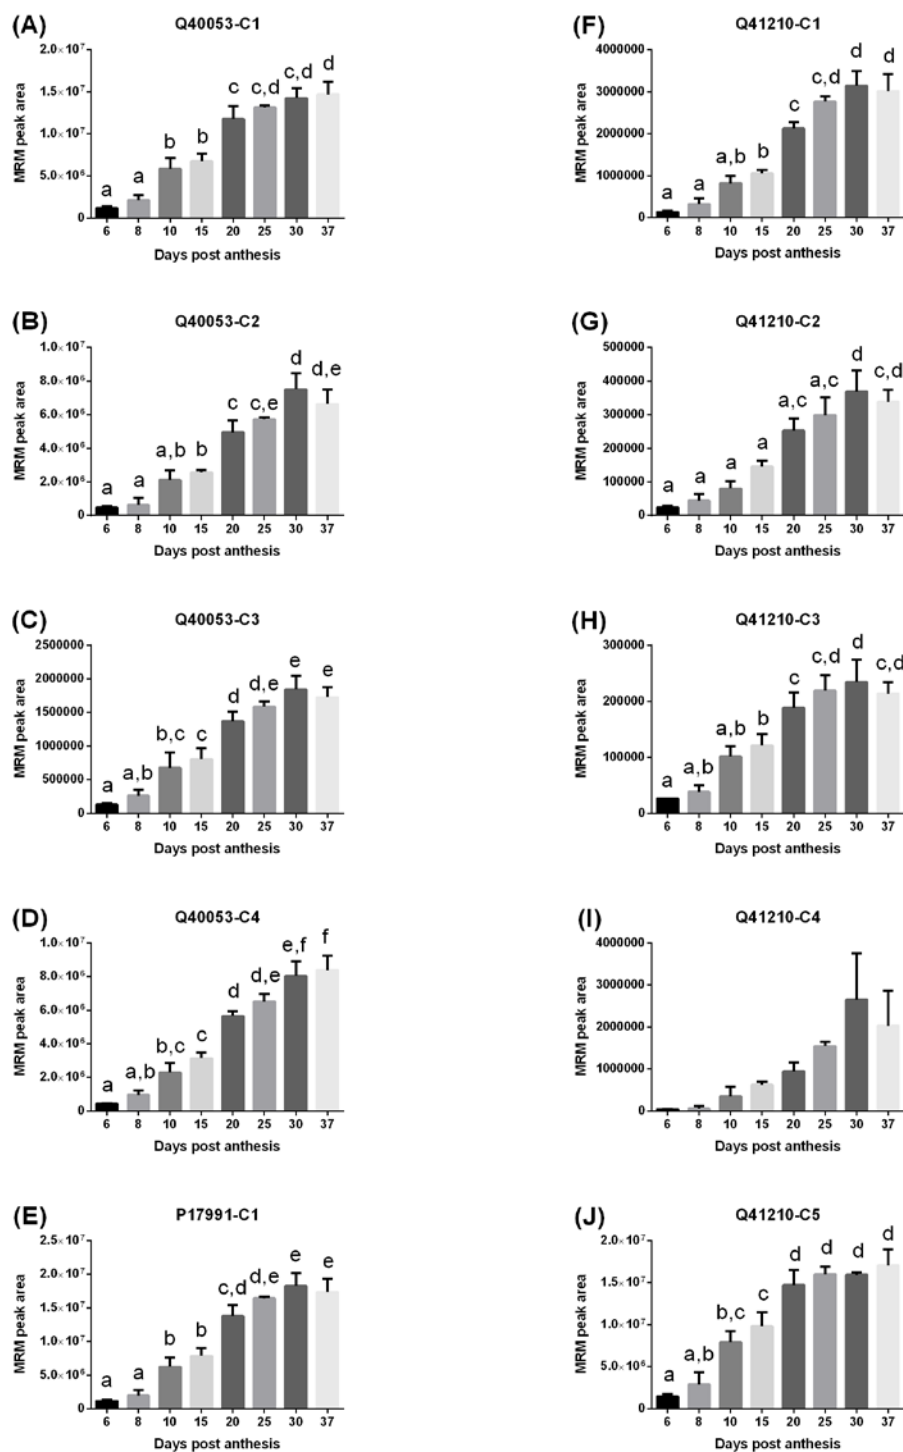 (A)
Q40053-C1
MRM peak area
2.0×10⁷
1.5×10⁷
1.0×10⁷
5.0×10⁶
0
a a b b c c,d c,d d
6 8 10 15 20 25 30 37
Days post anthesis
(F)
Q41210-C1
MRM peak area
4000000
3000000
2000000
1000000
0
a a a,b b c c,d d d
6 8 10 15 20 25 30 37
Days post anthesis
(B)
Q40053-C2
MRM peak area
1.0×10⁷
8.0×10⁶
6.0×10⁶
4.0×10⁶
2.0×10⁶
0
a a a,b b c c,e d d,e
6 8 10 15 20 25 30 37
Days post anthesis
(G)
Q41210-C2
MRM peak area
500000
400000
300000
200000
100000
0
a a a a a,c a,c d c,d
6 8 10 15 20 25 30 37
Days post anthesis
(C)
Q40053-C3
MRM peak area
2500000
2000000
1500000
1000000
500000
0
a a,b b,c c d d,e e e
6 8 10 15 20 25 30 37
Days post anthesis
(H)
Q41210-C3
MRM peak area
300000
200000
100000
0
a a,b a,b b c c,d d c,d
6 8 10 15 20 25 30 37
Days post anthesis
(D)
Q40053-C4
MRM peak area
1.0×10⁷
8.0×10⁶
6.0×10⁶
4.0×10⁶
2.0×10⁶
0
a a,b b,c c d d,e e,f f
6 8 10 15 20 25 30 37
Days post anthesis
(I)
Q41210-C4
MRM peak area
4000000
3000000
2000000
1000000
0
6 8 10 15 20 25 30 37
Days post anthesis
(E)
P17991-C1
MRM peak area
2.5×10⁷
2.0×10⁷
1.5×10⁷
1.0×10⁷
5.0×10⁶
0
a a b b c,d d,e e e
6 8 10 15 20 25 30 37
Days post anthesis
(J)
Q41210-C5
MRM peak area
2.0×10⁷
1.5×10⁷
1.0×10⁷
5.0×10⁶
0
a a,b b,c c d d d d
6 8 10 15 20 25 30 37
Days post anthesis